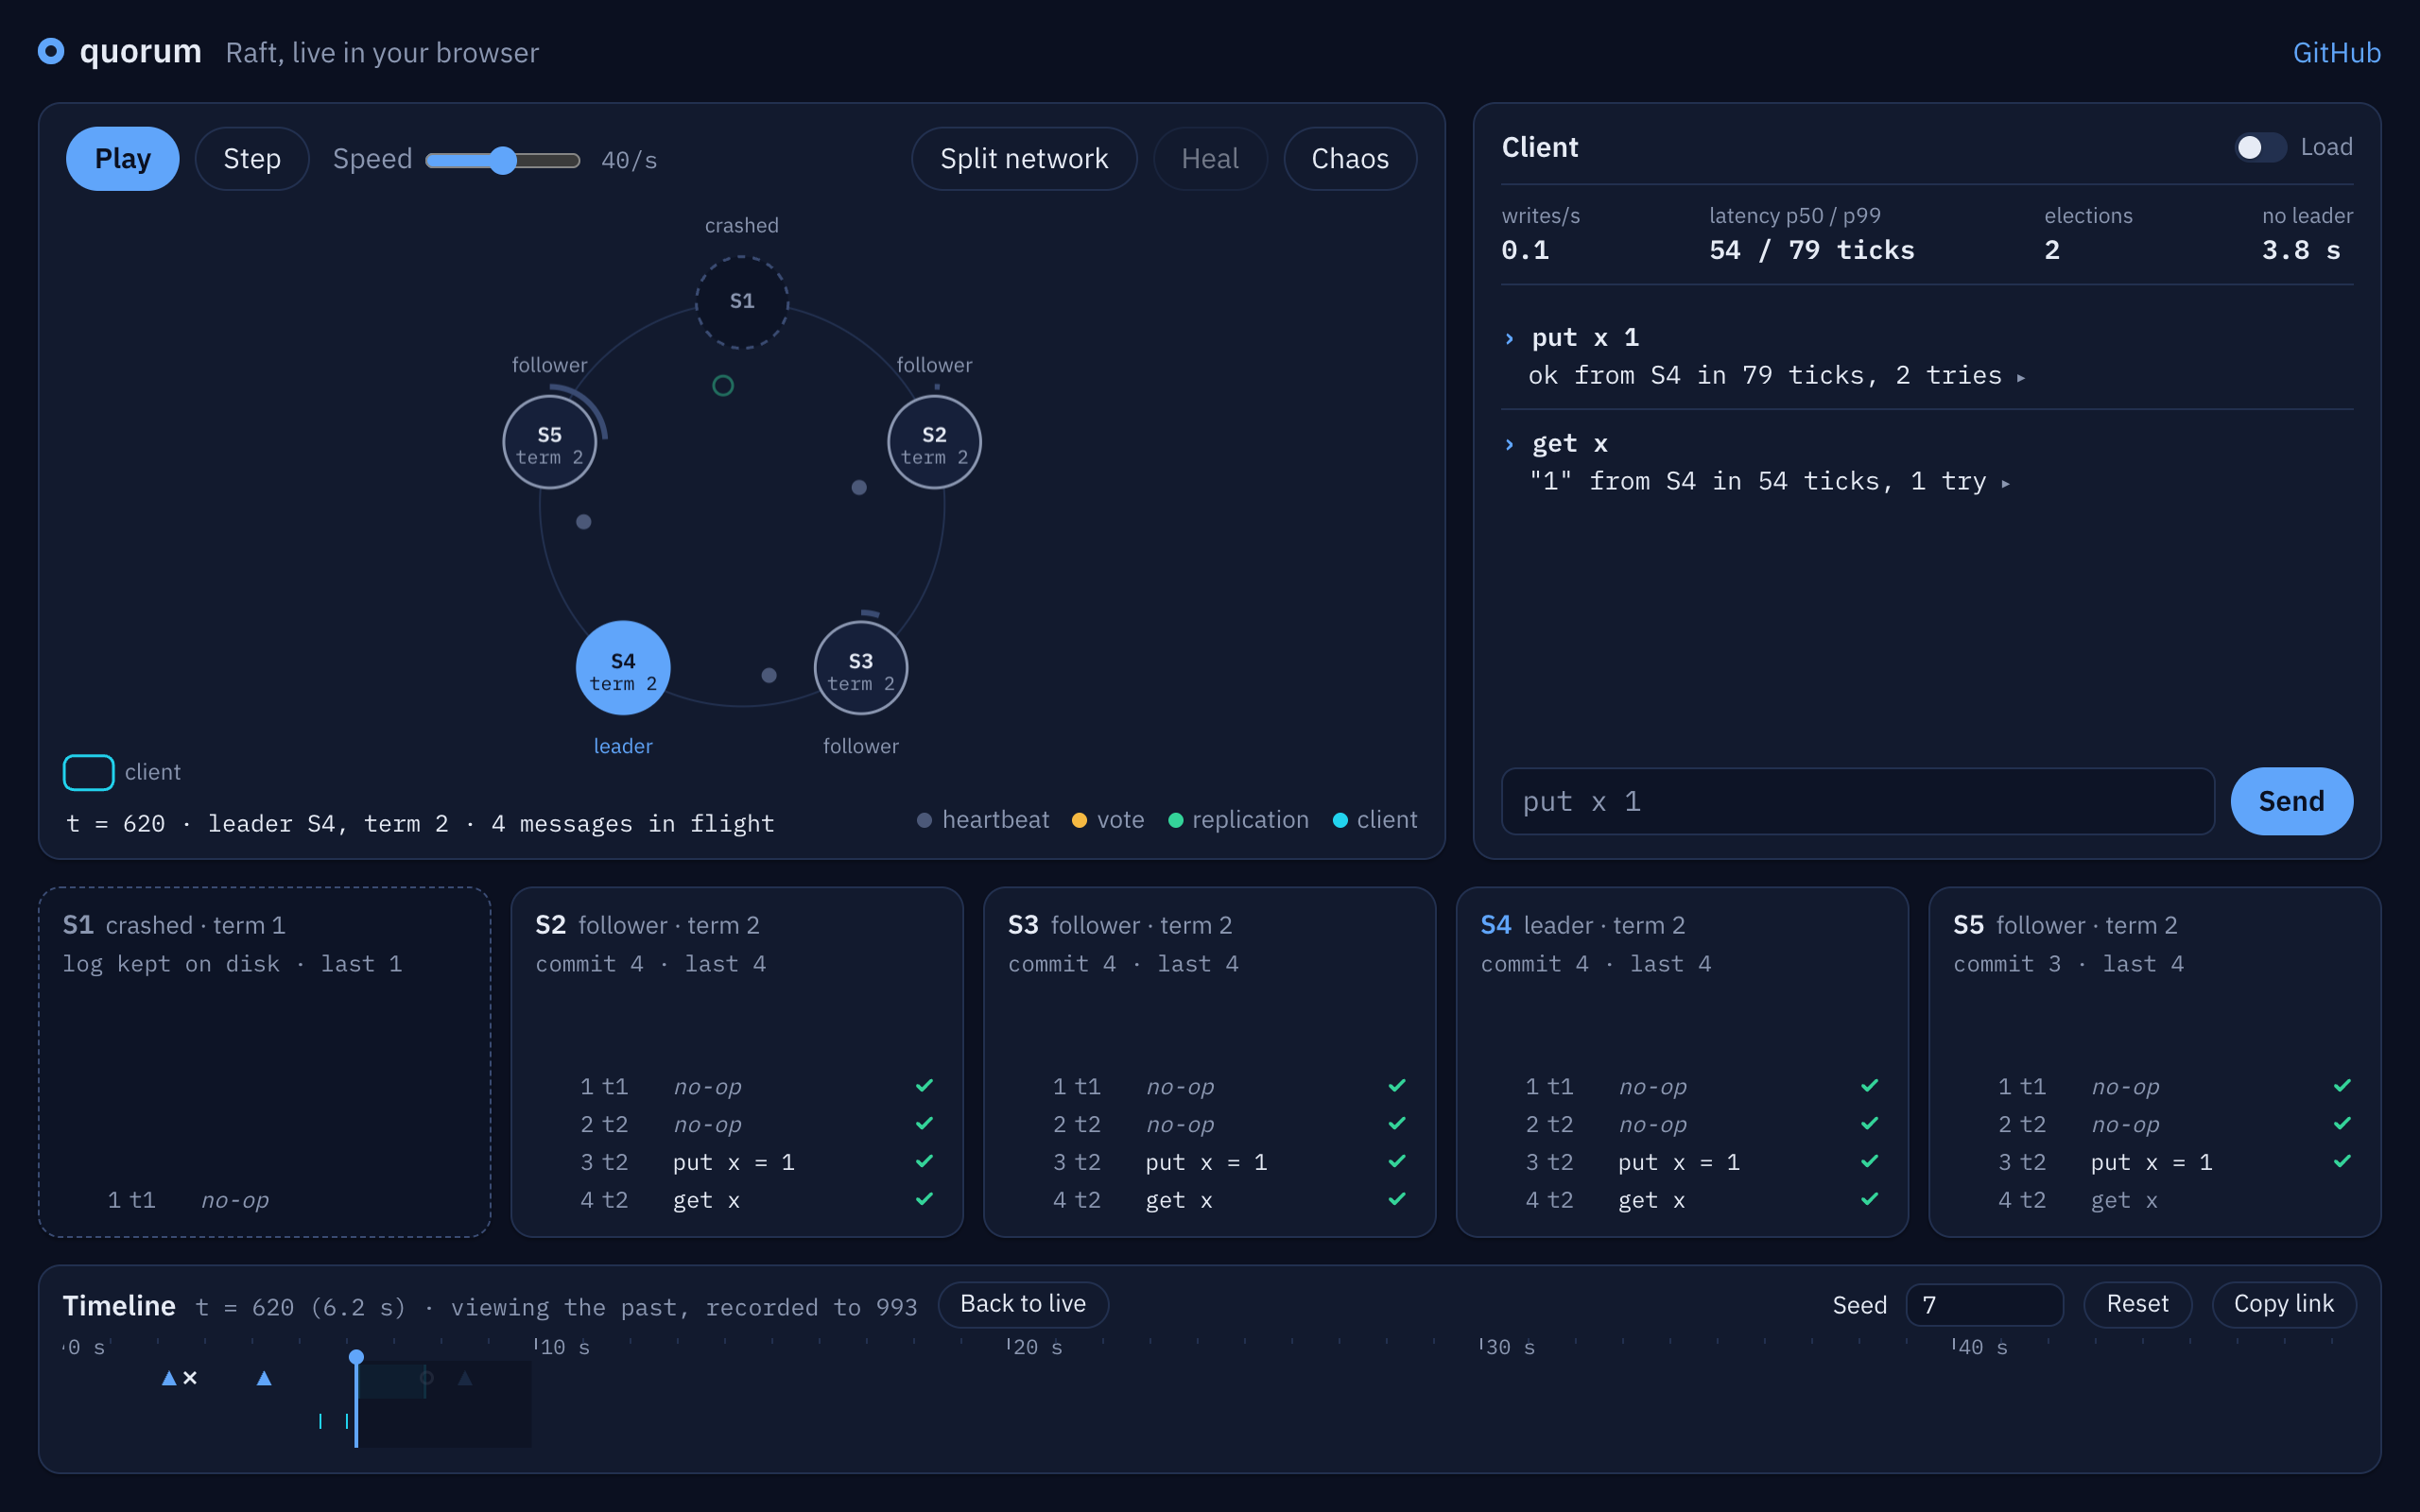 quorum Raft, live in your browser GitHub
Play Step Speed 40/s Split network Heal Chaos
crashed
S1
follower follower
S5 S2
term 2 term 2
S4 S3
term 2 term 2
leader follower
client
t = 620 · leader S4, term 2 · 4 messages in flight heartbeat vote replication client
Client Load
writes/s latency p50 / p99 elections no leader
0.1 54 / 79 ticks 2 3.8 s
› put x 1
ok from S4 in 79 ticks, 2 tries ▸
› get x
"1" from S4 in 54 ticks, 1 try ▸
put x 1 Send
S1 crashed · term 1
log kept on disk · last 1
1 t1 no-op
S2 follower · term 2
commit 4 · last 4
1 t1 no-op ✓
2 t2 no-op ✓
3 t2 put x = 1 ✓
4 t2 get x ✓
S3 follower · term 2
commit 4 · last 4
1 t1 no-op ✓
2 t2 no-op ✓
3 t2 put x = 1 ✓
4 t2 get x ✓
S4 leader · term 2
commit 4 · last 4
1 t1 no-op ✓
2 t2 no-op ✓
3 t2 put x = 1 ✓
4 t2 get x ✓
S5 follower · term 2
commit 3 · last 4
1 t1 no-op ✓
2 t2 no-op ✓
3 t2 put x = 1 ✓
4 t2 get x
Timeline t = 620 (6.2 s) · viewing the past, recorded to 993 Back to live Seed 7 Reset Copy link
0 s 10 s 20 s 30 s 40 s